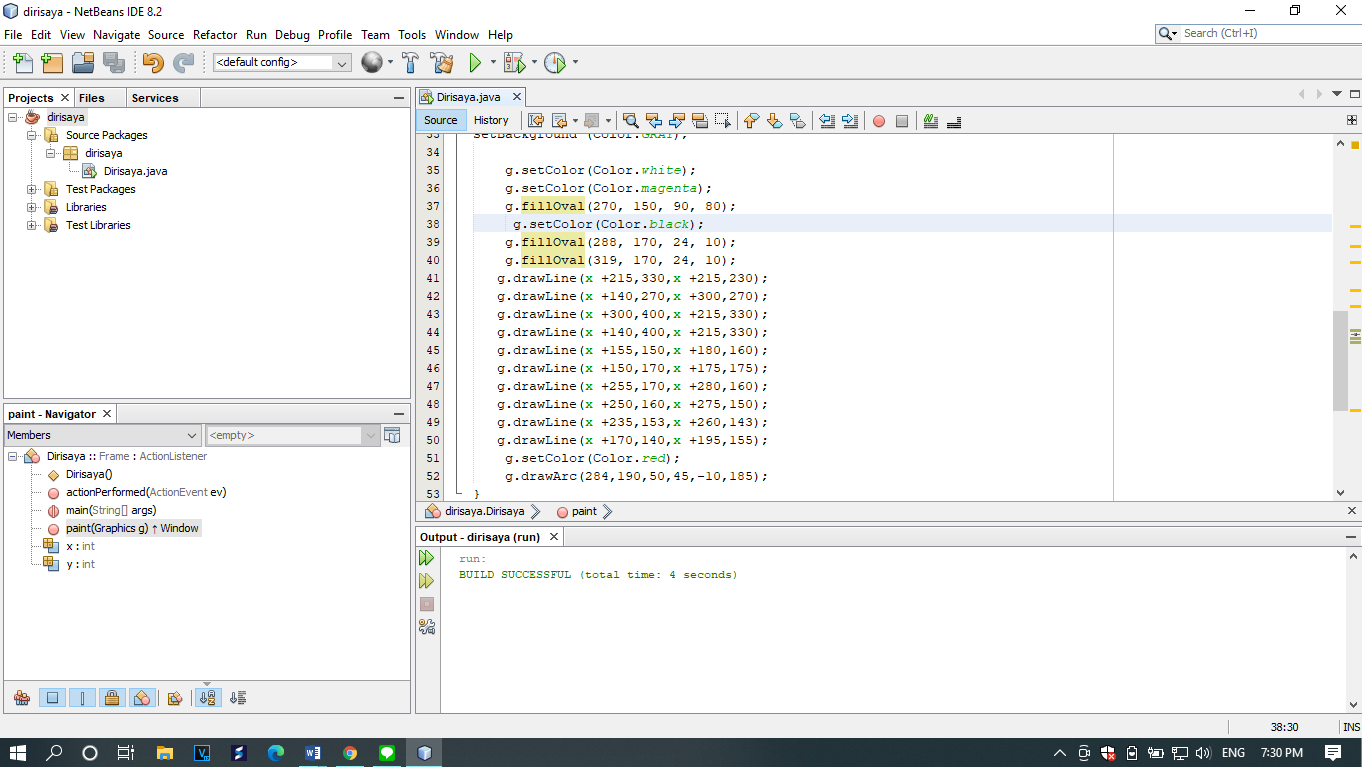 dirisaya - NetBeans IDE 8.2
File Edit View Navigate Source Refactor Run Debug Profile Team Tools Window Help
Search (Ctrl+I)
<default config>
Projects Files Services
dirisaya
Source Packages
dirisaya
Dirisaya.java
Test Packages
Libraries
Test Libraries
paint - Navigator
Members <empty>
Dirisaya :: Frame : ActionListener
Dirisaya()
actionPerformed(ActionEvent ev)
main(String[] args)
paint(Graphics g) ↑ Window
x : int
y : int
Dirisaya.java
Source History
33 setBackground (Color.GRAY);
34
35 g.setColor(Color.white);
36 g.setColor(Color.magenta);
37 g.fillOval(270, 150, 90, 80);
38 g.setColor(Color.black);
39 g.fillOval(288, 170, 24, 10);
40 g.fillOval(319, 170, 24, 10);
41 g.drawLine(x +215,330,x +215,230);
42 g.drawLine(x +140,270,x +300,270);
43 g.drawLine(x +300,400,x +215,330);
44 g.drawLine(x +140,400,x +215,330);
45 g.drawLine(x +155,150,x +180,160);
46 g.drawLine(x +150,170,x +175,175);
47 g.drawLine(x +255,170,x +280,160);
48 g.drawLine(x +250,160,x +275,150);
49 g.drawLine(x +235,153,x +260,143);
50 g.drawLine(x +170,140,x +195,155);
51 g.setColor(Color.red);
52 g.drawArc(284,190,50,45,-10,185);
53 }
dirisaya.Dirisaya paint
Output - dirisaya (run)
run:
BUILD SUCCESSFUL (total time: 4 seconds)
38:30 INS
ENG 7:30 PM